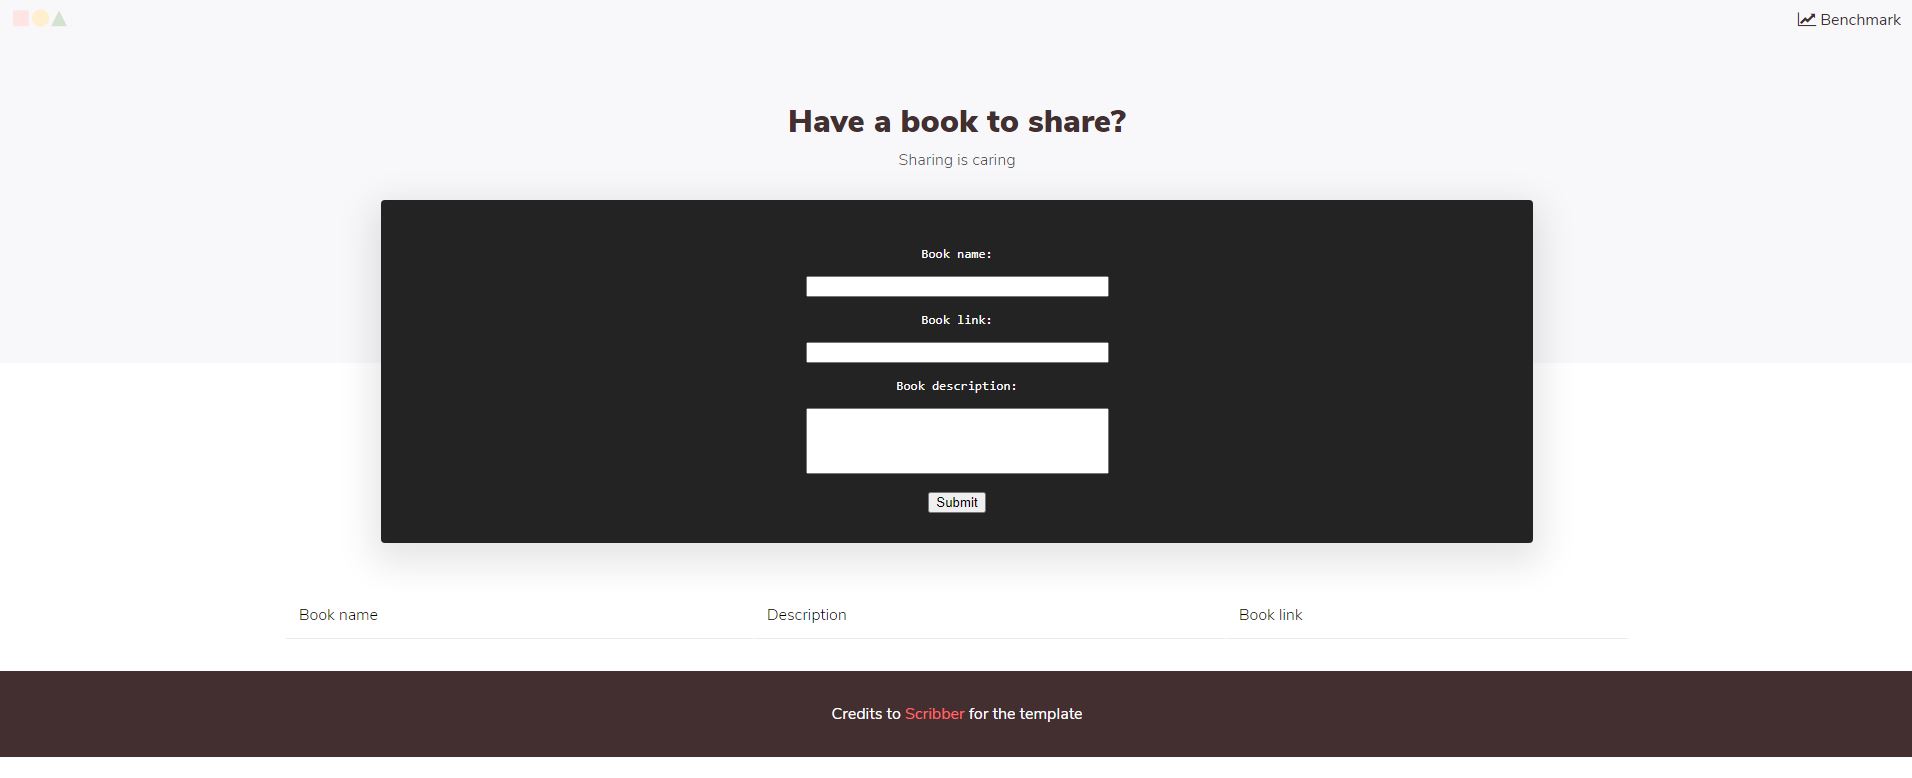 Benchmark
Have a book to share?
Sharing is caring
Book name:
Book link:
Book description:
Submit
Book name Description Book link
Credits to Scribber for the template